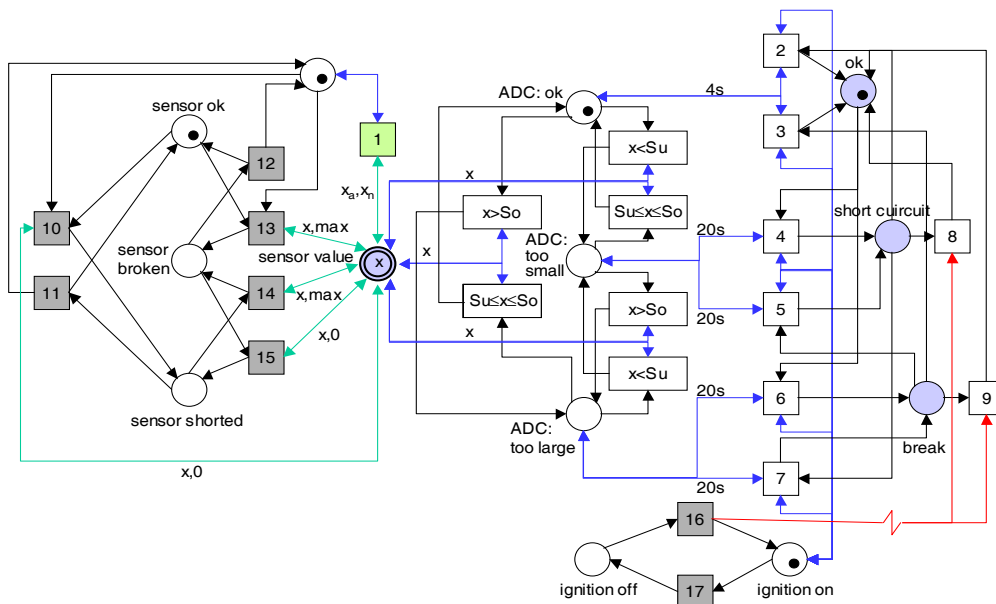 2
ok
sensor ok
ADC: ok
4s
1
3
x<Su
12
x
xa,xn
x>So
Su≤x≤So
10
13
x,max
short cuircuit
20s
4
8
sensor
broken
sensor value
x
x
ADC:
too
small
11
14
x,max
Su≤x≤So
x>So
5
20s
x,0
x
15
x<Su
20s
6
9
sensor shorted
ADC:
too large
break
x,0
7
20s
16
ignition off
17
ignition on